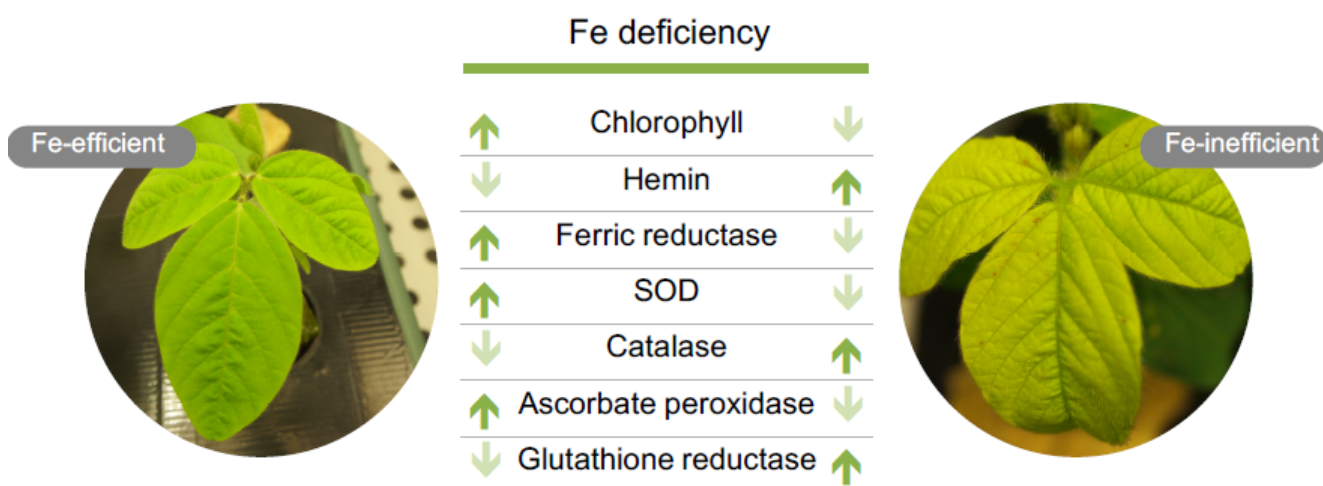 Fe deficiency
Fe-efficient
Fe-inefficient
Chlorophyll
Hemin
Ferric reductase
SOD
Catalase
Ascorbate peroxidase
Glutathione reductase